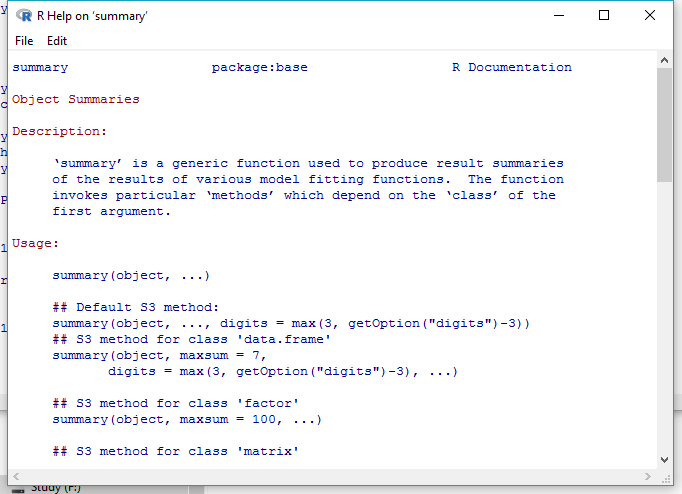 R Help on ‘summary’
File Edit
summary package:base R Documentation
Object Summaries
Description:
‘summary’ is a generic function used to produce result summaries
of the results of various model fitting functions. The function
invokes particular ‘methods’ which depend on the ‘class’ of the
first argument.
Usage:
summary(object, ...)
## Default S3 method:
summary(object, ..., digits = max(3, getOption("digits")-3))
## S3 method for class 'data.frame'
summary(object, maxsum = 7,
digits = max(3, getOption("digits")-3), ...)
## S3 method for class 'factor'
summary(object, maxsum = 100, ...)
## S3 method for class 'matrix'
Study (F:)